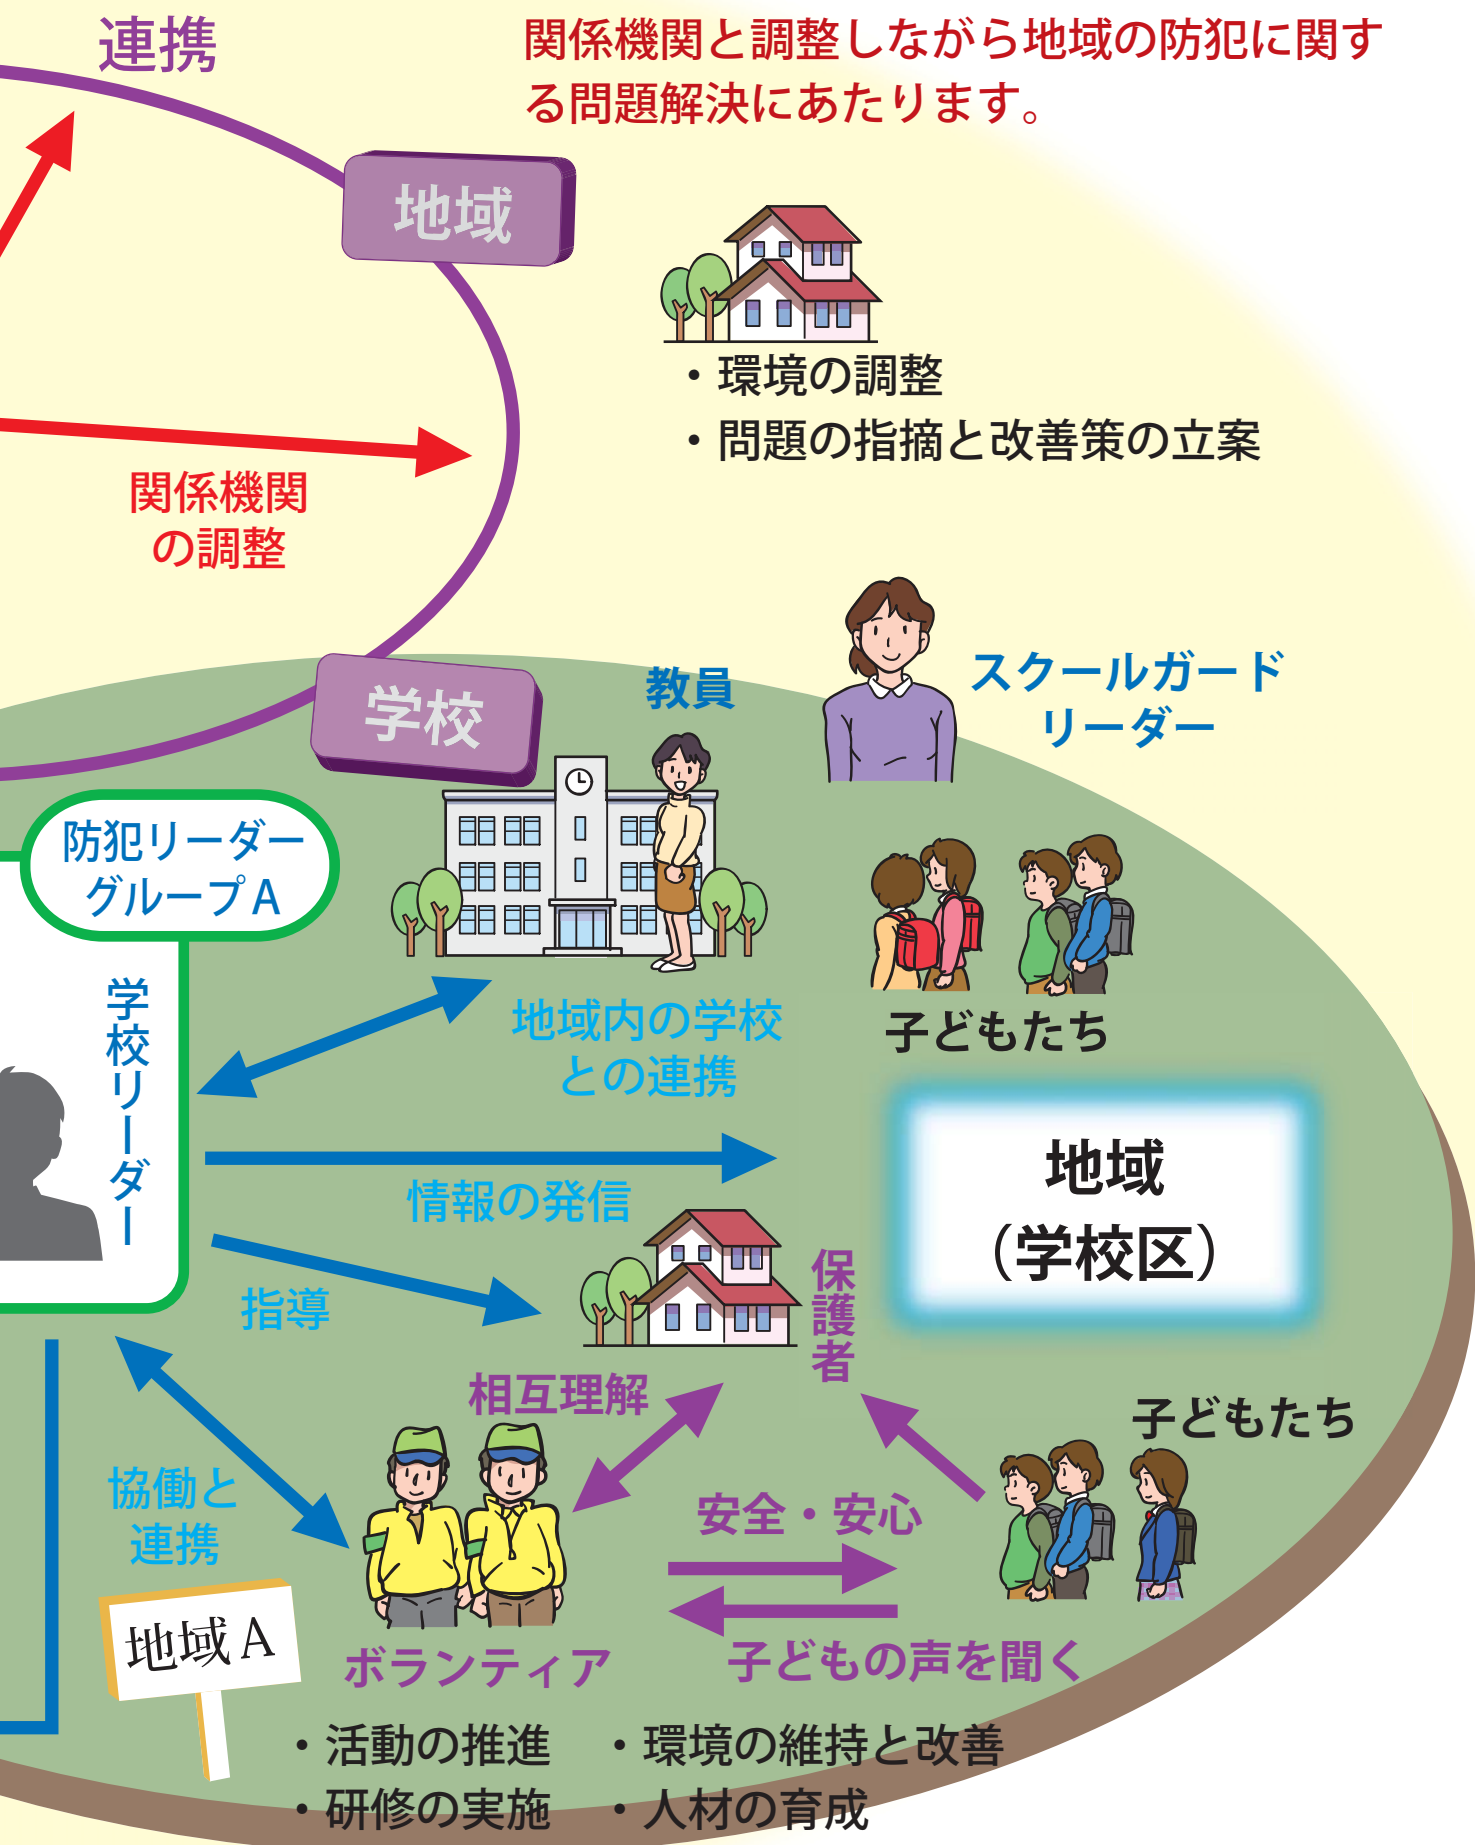 連携
関係機関と調整しながら地域の防犯に関す
る問題解決にあたります。
地域
・環境の調整
・問題の指摘と改善策の立案
関係機関
の調整
スクールガード
リーダー
教員
学校
防犯リーダー
グループA
学校リーダー
子どもたち
地域内の学校
との連携
地域
（学校区）
情報の発信
指導
保護者
相互理解
子どもたち
協働と
連携
安全・安心
地域A
ボランティア
子どもの声を聞く
・活動の推進
・環境の維持と改善
・研修の実施
・人材の育成